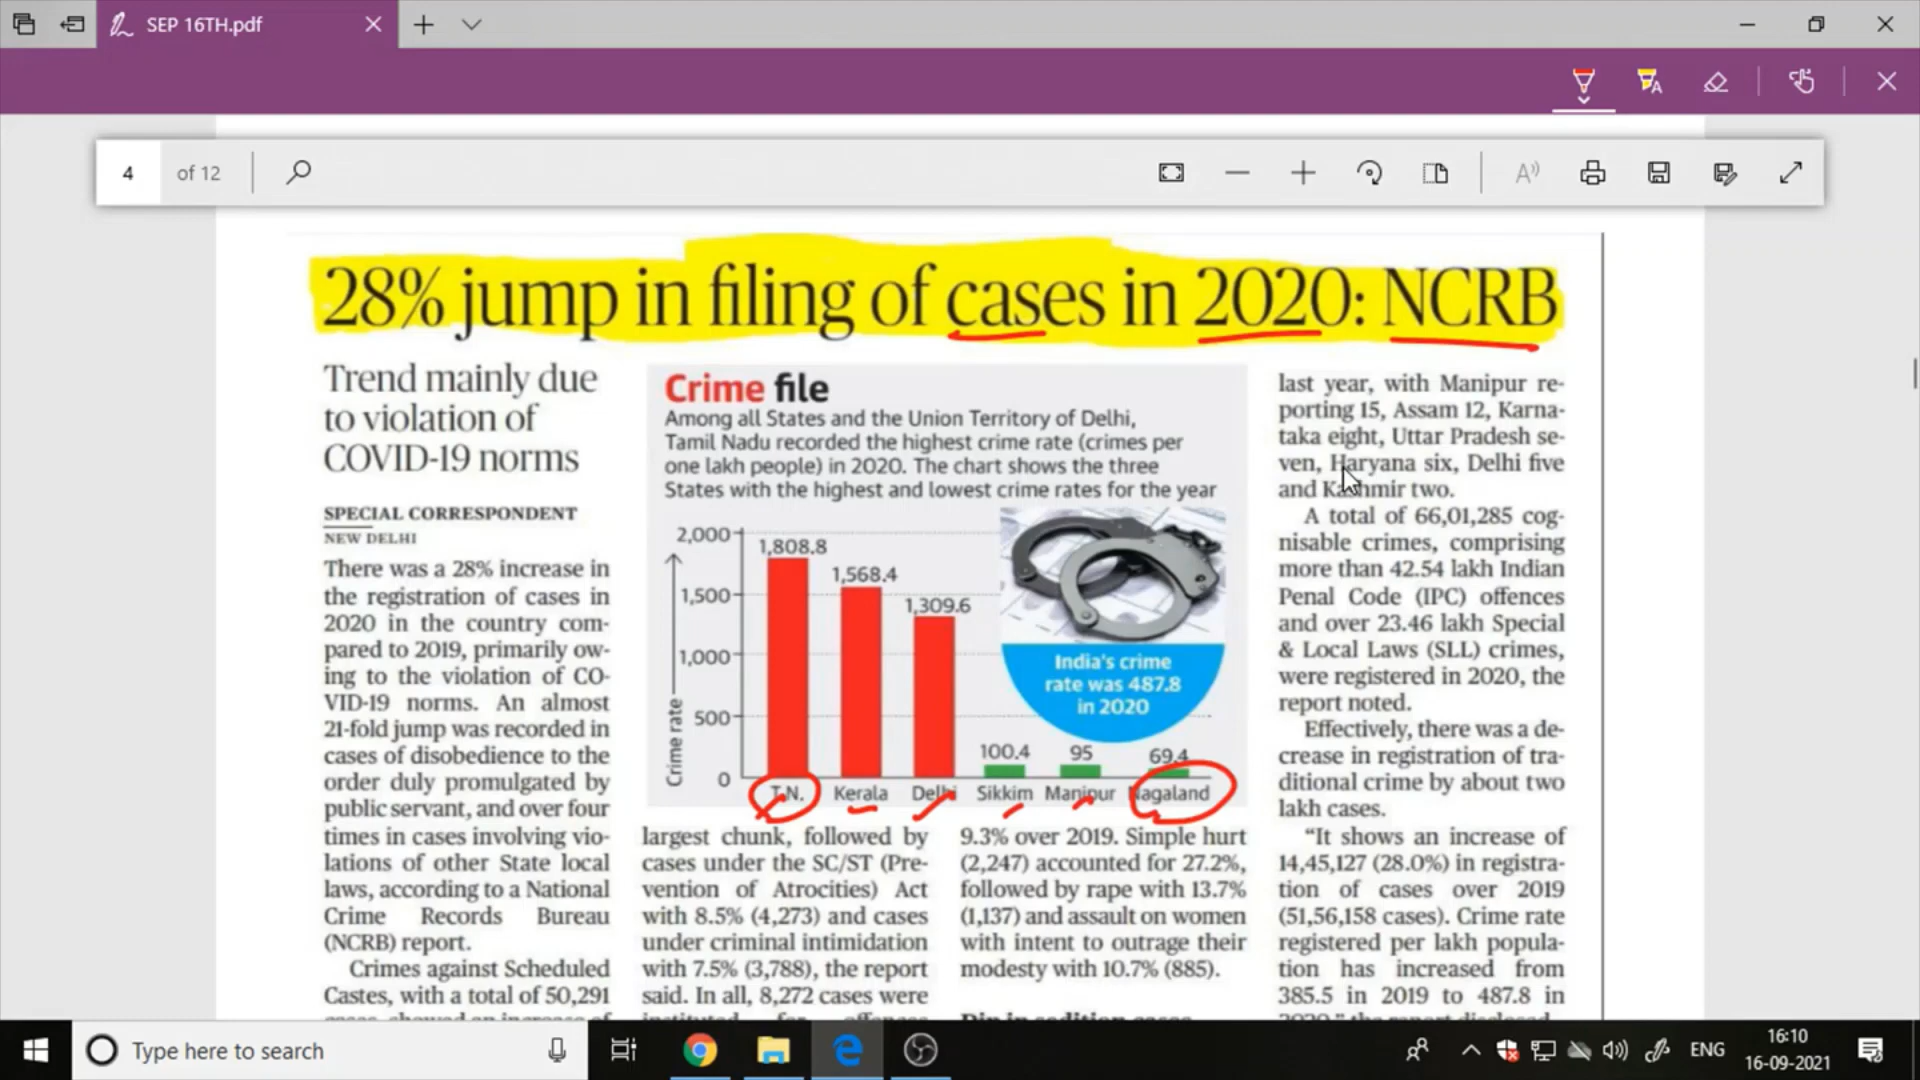 SEP 16TH.pdf
4 of 12
28% jump in filing of cases in 2020: NCRB
Trend mainly due
to violation of
COVID-19 norms
SPECIAL CORRESPONDENT
NEW DELHI
There was a 28% increase in
the registration of cases in
2020 in the country com-
pared to 2019, primarily ow-
ing to the violation of CO-
VID-19 norms. An almost
21-fold jump was recorded in
cases of disobedience to the
order duly promulgated by
public servant, and over four
times in cases involving vio-
lations of other State local
laws, according to a National
Crime Records Bureau
(NCRB) report.
Crimes against Scheduled
Castes, with a total of 50,291
Crime file
Among all States and the Union Territory of Delhi,
Tamil Nadu recorded the highest crime rate (crimes per
one lakh people) in 2020. The chart shows the three
States with the highest and lowest crime rates for the year
2,000
1,500
1,000
500
0
Crime rate
1,808.8
1,568.4
1,309.6
100.4
95
69.4
T.N. Kerala Delhi Sikkim Manipur Nagaland
India's crime
rate was 487.8
in 2020
largest chunk, followed by
cases under the SC/ST (Pre-
vention of Atrocities) Act
with 8.5% (4,273) and cases
under criminal intimidation
with 7.5% (3,788), the report
said. In all, 8,272 cases were
9.3% over 2019. Simple hurt
(2,247) accounted for 27.2%,
followed by rape with 13.7%
(1,137) and assault on women
with intent to outrage their
modesty with 10.7% (885).
last year, with Manipur re-
porting 15, Assam 12, Karna-
taka eight, Uttar Pradesh se-
ven, Haryana six, Delhi five
and Kashmir two.
A total of 66,01,285 cog-
nisable crimes, comprising
more than 42.54 lakh Indian
Penal Code (IPC) offences
and over 23.46 lakh Special
& Local Laws (SLL) crimes,
were registered in 2020, the
report noted.
Effectively, there was a de-
crease in registration of tra-
ditional crime by about two
lakh cases.
"It shows an increase of
14,45,127 (28.0%) in registra-
tion of cases over 2019
(51,56,158 cases). Crime rate
registered per lakh popula-
tion has increased from
385.5 in 2019 to 487.8 in
Type here to search
ENG
16:10
16-09-2021